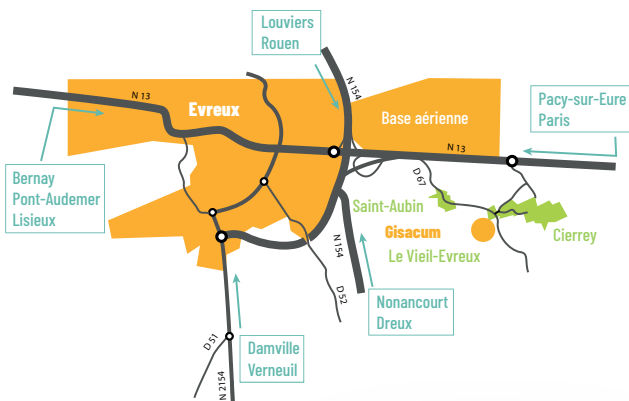 Louviers
Rouen
N 154
N 13
Evreux
Base aérienne
Pacy-sur-Eure
Paris
N 13
D 67
Bernay
Pont-Audemer
Lisieux
Saint-Aubin
Gisacum
Cierrey
Le Vieil-Evreux
N 154
D 52
Nonancourt
Dreux
D 51
Damville
Verneuil
N 2154